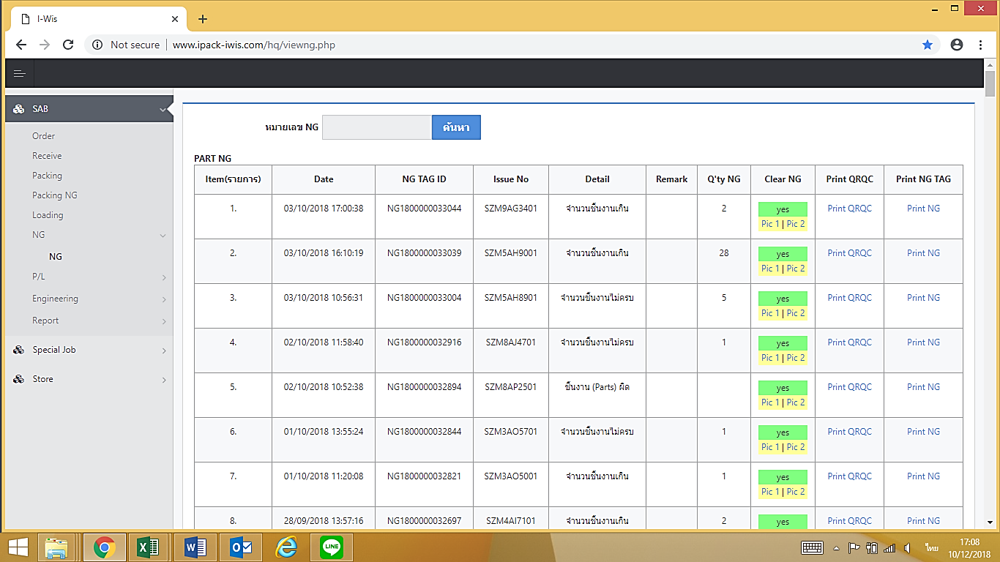 I-Wis
Not secure www.ipack-iwis.com/hq/viewng.php
SAB
Order
Receive
Packing
Packing NG
Loading
NG
NG
P/L
Engineering
Report
Special Job
Store
หมายเลข NG ค้นหา
PART NG
Item(รายการ) Date NG TAG ID Issue No Detail Remark Q'ty NG Clear NG Print QRQC Print NG TAG
1. 03/10/2018 17:00:38 NG1800000033044 SZM9AG3401 จำนวนชิ้นงานเกิน 2 yes Print QRQC Print NG
Pic 1 | Pic 2
2. 03/10/2018 16:10:19 NG1800000033039 SZM5AH9001 จำนวนชิ้นงานเกิน 28 yes Print QRQC Print NG
Pic 1 | Pic 2
3. 03/10/2018 10:56:31 NG1800000033004 SZM5AH8901 จำนวนชิ้นงานไม่ครบ 5 yes Print QRQC Print NG
Pic 1 | Pic 2
4. 02/10/2018 11:58:40 NG1800000032916 SZM8AJ4701 จำนวนชิ้นงานไม่ครบ 1 yes Print QRQC Print NG
Pic 1 | Pic 2
5. 02/10/2018 10:52:38 NG1800000032894 SZM8AP2501 ชิ้นงาน (Parts) ผิด yes Print QRQC Print NG
Pic 1 | Pic 2
6. 01/10/2018 13:55:24 NG1800000032844 SZM3AO5701 จำนวนชิ้นงานไม่ครบ 1 yes Print QRQC Print NG
Pic 1 | Pic 2
7. 01/10/2018 11:20:08 NG1800000032821 SZM3AO5001 จำนวนชิ้นงานเกิน 1 yes Print QRQC Print NG
Pic 1 | Pic 2
8. 28/09/2018 13:57:16 NG1800000032697 SZM4AI7101 จำนวนชิ้นงานเกิน 2 yes Print QRQC Print NG
LINE
ไทย
17:08
10/12/2018